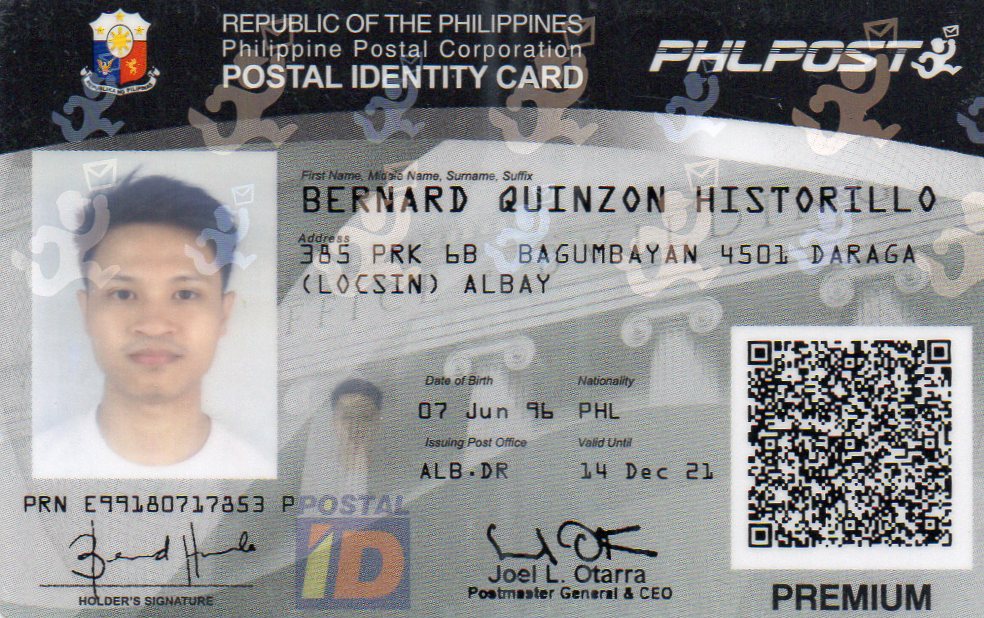 REPUBLIC OF THE PHILIPPINES
Philippine Postal Corporation
POSTAL IDENTITY CARD
PHLPOST
REPUBLIKA NG PILIPINAS
First Name, Middle Name, Surname, Suffix
BERNARD QUINZON HISTORILLO
Address
385 PRK 6B BAGUMBAYAN 4501 DARAGA
(LOCSIN) ALBAY
Date of Birth
Nationality
07 Jun 96
PHL
Issuing Post Office
Valid Until
ALB.DR
14 Dec 21
PRN E99180717853 P
POSTAL
ID
HOLDER'S SIGNATURE
Joel L. Otarra
Postmaster General & CEO
PREMIUM